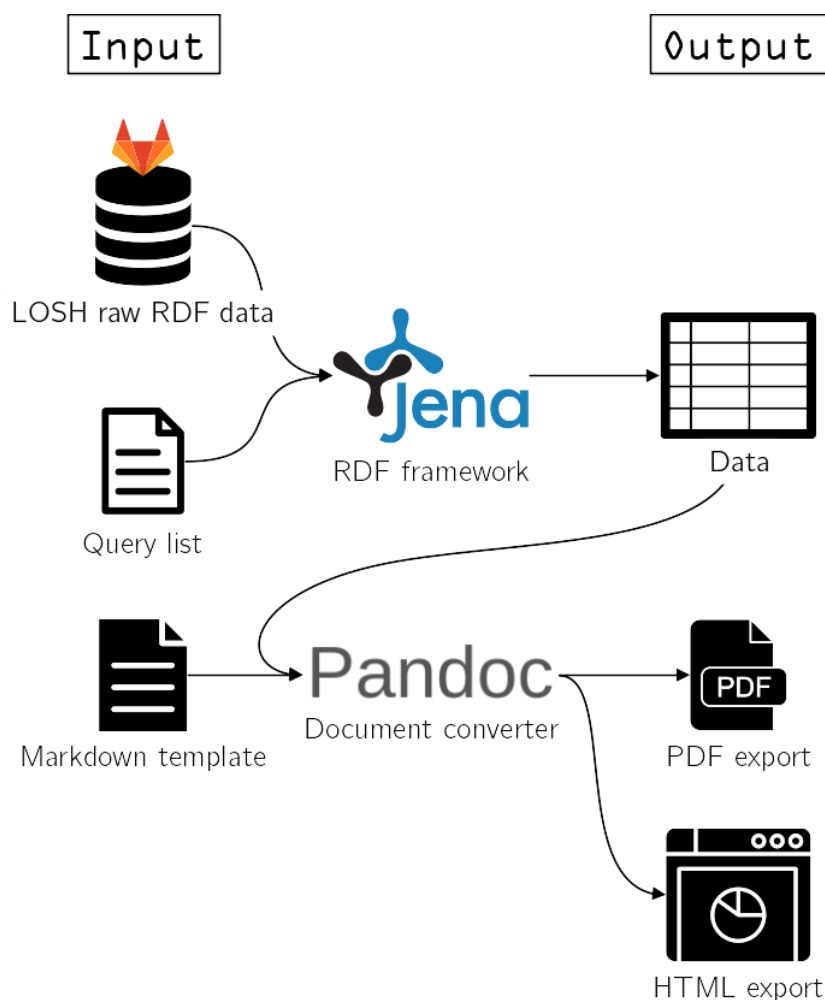 Input
Output
LOSH raw RDF data
Jena
RDF framework
Data
Query list
Markdown template
Pandoc
Document converter
PDF
PDF export
HTML export